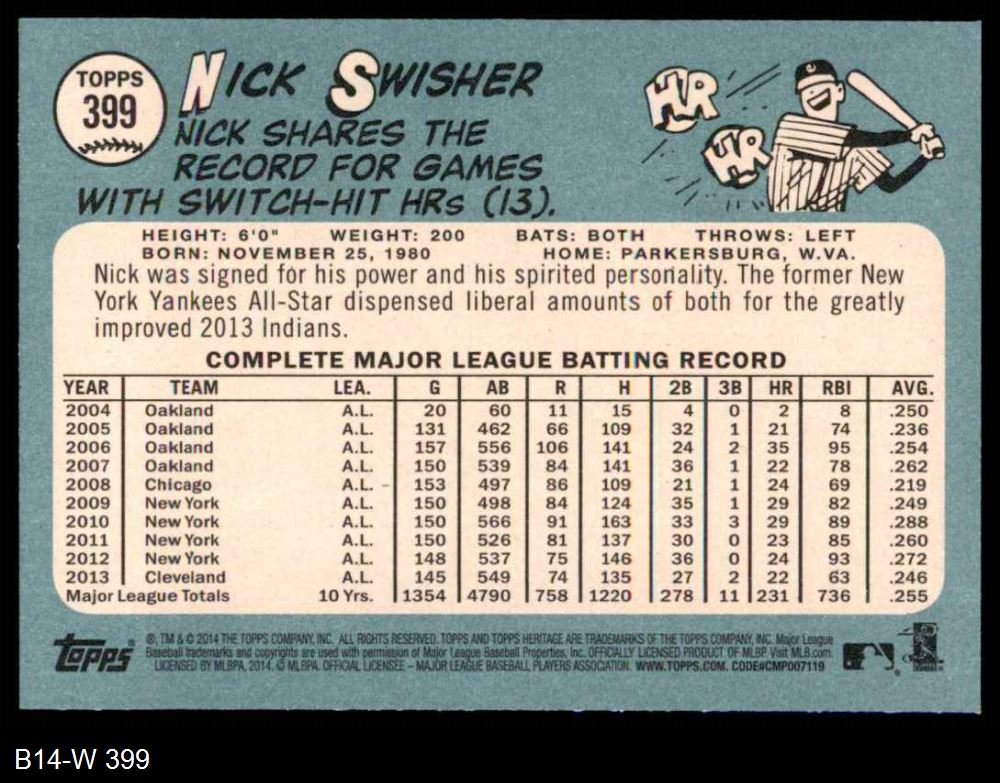 TOPPS
399
NICK SWISHER
NICK SHARES THE
RECORD FOR GAMES
WITH SWITCH-HIT HRs (13).
HR
HR
HEIGHT: 6'0" WEIGHT: 200 BATS: BOTH THROWS: LEFT
BORN: NOVEMBER 25, 1980 HOME: PARKERSBURG, W.VA.
Nick was signed for his power and his spirited personality. The former New
York Yankees All-Star dispensed liberal amounts of both for the greatly
improved 2013 Indians.
COMPLETE MAJOR LEAGUE BATTING RECORD
YEAR TEAM LEA. G AB R H 2B 3B HR RBI AVG.
2004 Oakland A.L. 20 60 11 15 4 0 2 8 .250
2005 Oakland A.L. 131 462 66 109 32 1 21 74 .236
2006 Oakland A.L. 157 556 106 141 24 2 35 95 .254
2007 Oakland A.L. 150 539 84 141 36 1 22 78 .262
2008 Chicago A.L. 153 497 86 109 21 1 24 69 .219
2009 New York A.L. 150 498 84 124 35 1 29 82 .249
2010 New York A.L. 150 566 91 163 33 3 29 89 .288
2011 New York A.L. 150 526 81 137 30 0 23 85 .260
2012 New York A.L. 148 537 75 146 36 0 24 93 .272
2013 Cleveland A.L. 145 549 74 135 27 2 22 63 .246
Major League Totals 10 Yrs. 1354 4790 758 1220 278 11 231 736 .255
Topps
®, TM & © 2014 THE TOPPS COMPANY, INC. ALL RIGHTS RESERVED. TOPPS AND TOPPS HERITAGE ARE TRADEMARKS OF THE TOPPS COMPANY, INC. Major League
Baseball trademarks and copyrights are used with permission of Major League Baseball Properties, Inc. OFFICIALLY LICENSED PRODUCT OF MLBP. Visit MLB.com.
LICENSED BY MLBPA, 2014. © MLBPA. OFFICIAL LICENSEE – MAJOR LEAGUE BASEBALL PLAYERS ASSOCIATION. WWW.TOPPS.COM. CODE#CMP007119
B14-W 399